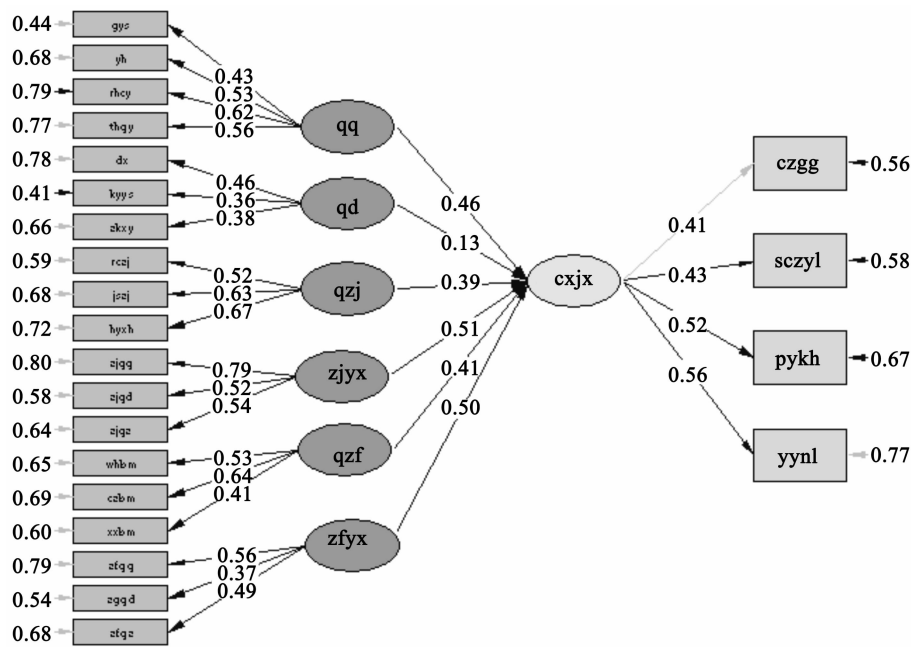 0.44 gys
0.68 yh
0.79 rhcy
0.77 thqy
0.78 dx
0.41 kyys
0.66 zkxy
0.59 rczj
0.68 jszj
0.72 hyxh
0.80 zjgq
0.58 zjqd
0.64 zjqz
0.65 whbm
0.69 czbm
0.60 xxbm
0.79 zfqq
0.54 zgqd
0.68 zfqz
0.43
0.53
0.62
0.56
0.46
0.36
0.38
0.52
0.63
0.67
0.79
0.52
0.54
0.53
0.64
0.41
0.56
0.37
0.49
qq
qd
qzj
zjyx
qzf
zfyx
0.46
0.13
0.39
0.51
0.41
0.50
cxjx
0.41
0.43
0.52
0.56
czgg 0.56
sczyl 0.58
pykh 0.67
yynl 0.77